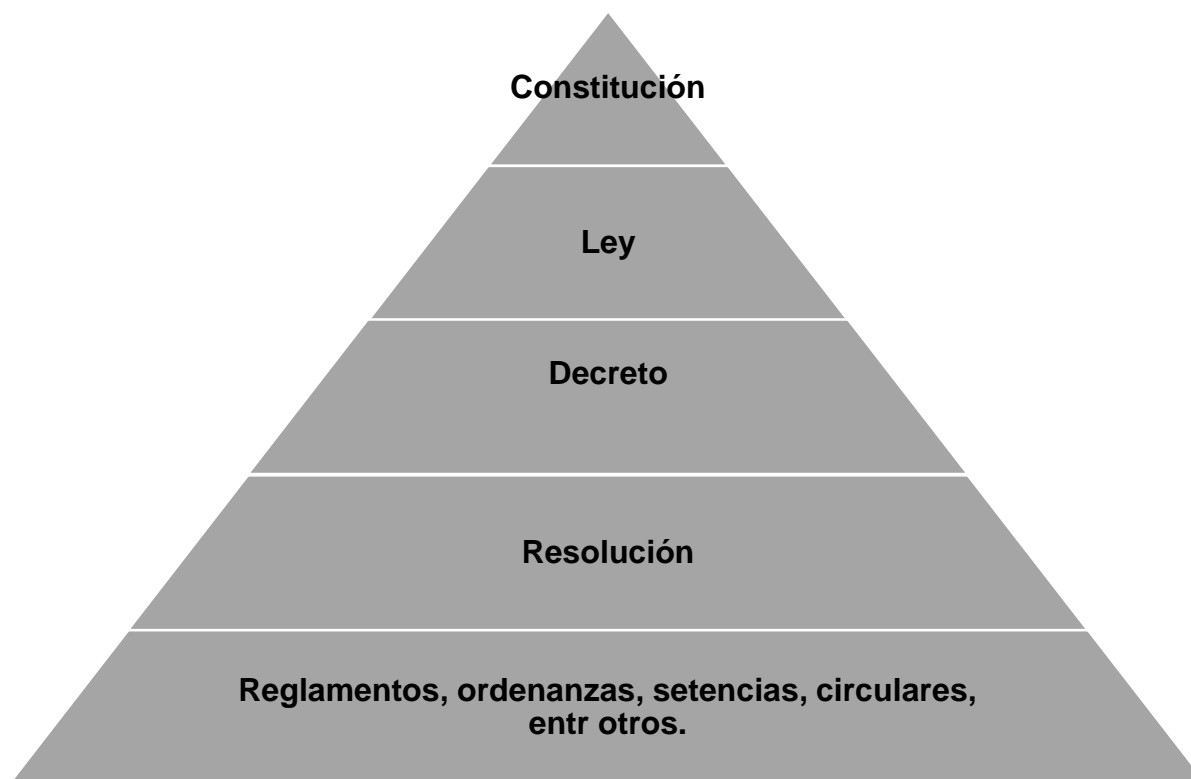 Constitución
Ley
Decreto
Resolución
Reglamentos, ordenanzas, setencias, circulares,
entr otros.